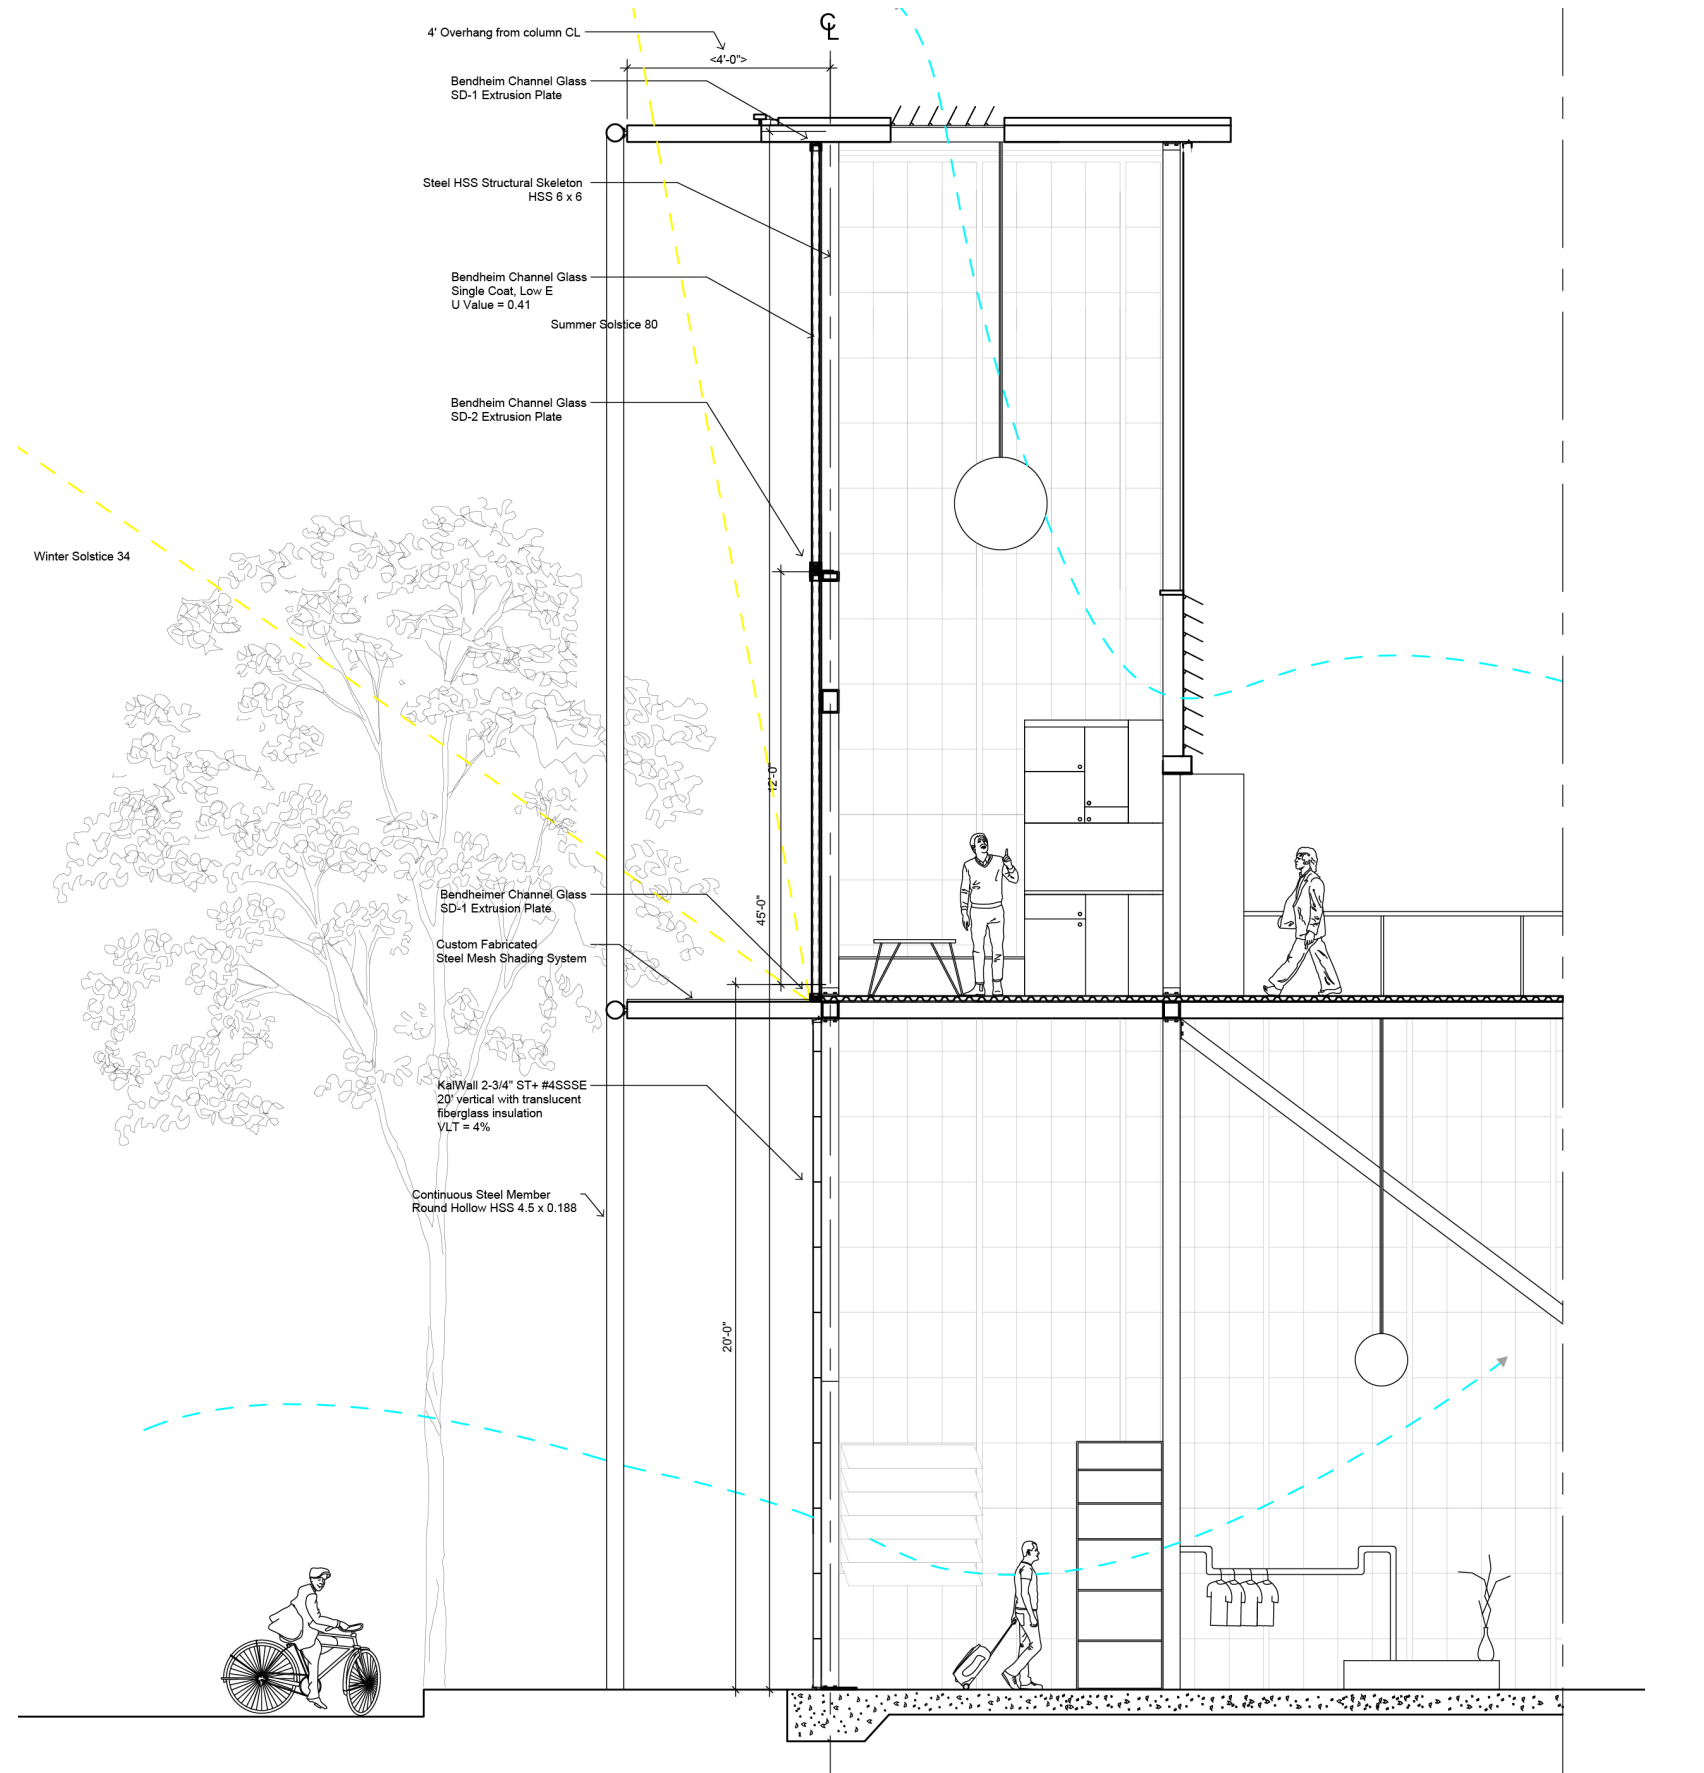 CL
4' Overhang from column CL
<4'-0">
Bendheim Channel Glass
SD-1 Extrusion Plate
Steel HSS Structural Skeleton
HSS 6 x 6
Bendheim Channel Glass
Single Coat, Low E
U Value = 0.41
Summer Solstice 80
Bendheim Channel Glass
SD-2 Extrusion Plate
Winter Solstice 34
12'-0"
Bendheimer Channel Glass
SD-1 Extrusion Plate
45'-0"
Custom Fabricated
Steel Mesh Shading System
KalWall 2-3/4" ST+ #4SSSE
20' vertical with translucent
fiberglass insulation
VLT = 4%
Continuous Steel Member
Round Hollow HSS 4.5 x 0.188
20'-0"